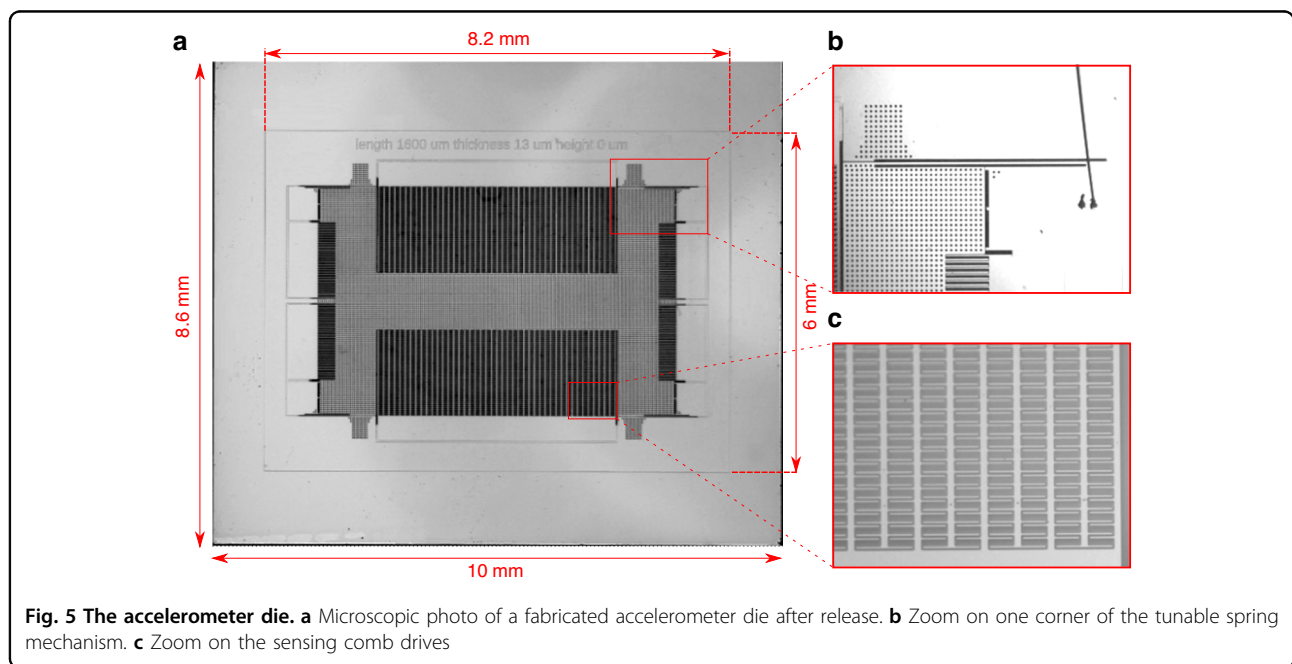 a
8.2 mm
b
length 1600 um thickness 13 um height 0 um
8.6 mm
6 mm
c
10 mm
Fig. 5 The accelerometer die. a Microscopic photo of a fabricated accelerometer die after release. b Zoom on one corner of the tunable spring
mechanism. c Zoom on the sensing comb drives